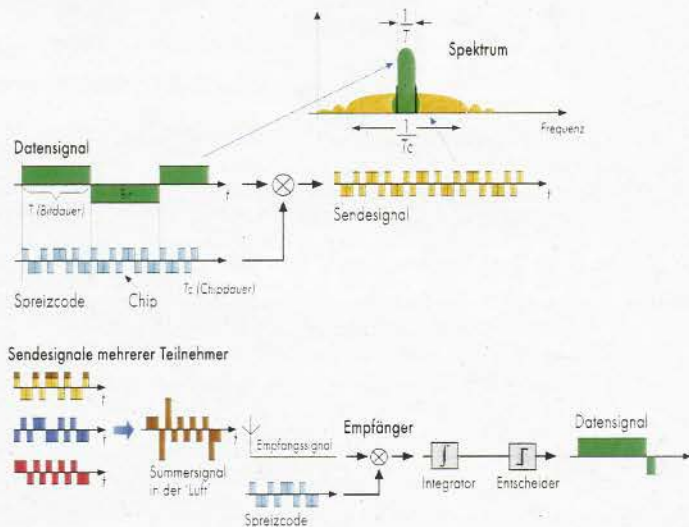 1
T
Spektrum
1
Tc
Frequenz
Datensignal
t
T (Bitdauer)
t
Sendesignal
Tc (Chipdauer)
Spreizcode
Chip
Sendesignale mehrerer Teilnehmer
t
t
t
t
Summersignal
in der 'Luft'
Empfangssignal
Empfänger
Spreizcode
Integrator
Entscheider
Datensignal
t